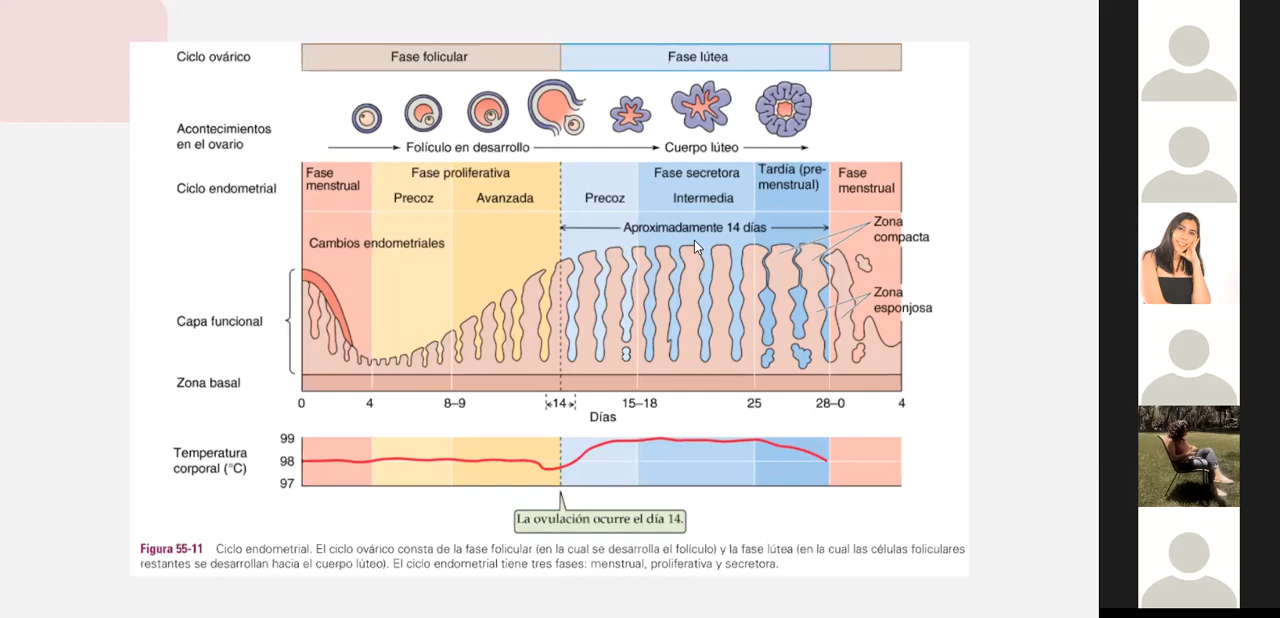 Ciclo ovárico
Fase folicular
Fase lútea
Acontecimientos
en el ovario
Folículo en desarrollo
Cuerpo lúteo
Ciclo endometrial
Fase
menstrual
Fase proliferativa
Precoz
Avanzada
Fase secretora
Precoz
Intermedia
Tardía (pre-
menstrual)
Fase
menstrual
Aproximadamente 14 días
Cambios endometriales
Zona
compacta
Zona
esponjosa
Capa funcional
Zona basal
0
4
8–9
14
15–18
25
28–0
4
Días
Temperatura
corporal (°C)
99
98
97
La ovulación ocurre el día 14.
Figura 55-11 Ciclo endometrial. El ciclo ovárico consta de la fase folicular (en la cual se desarrolla el folículo) y la fase lútea (en la cual las células foliculares
restantes se desarrollan hacia el cuerpo lúteo). El ciclo endometrial tiene tres fases: menstrual, proliferativa y secretora.